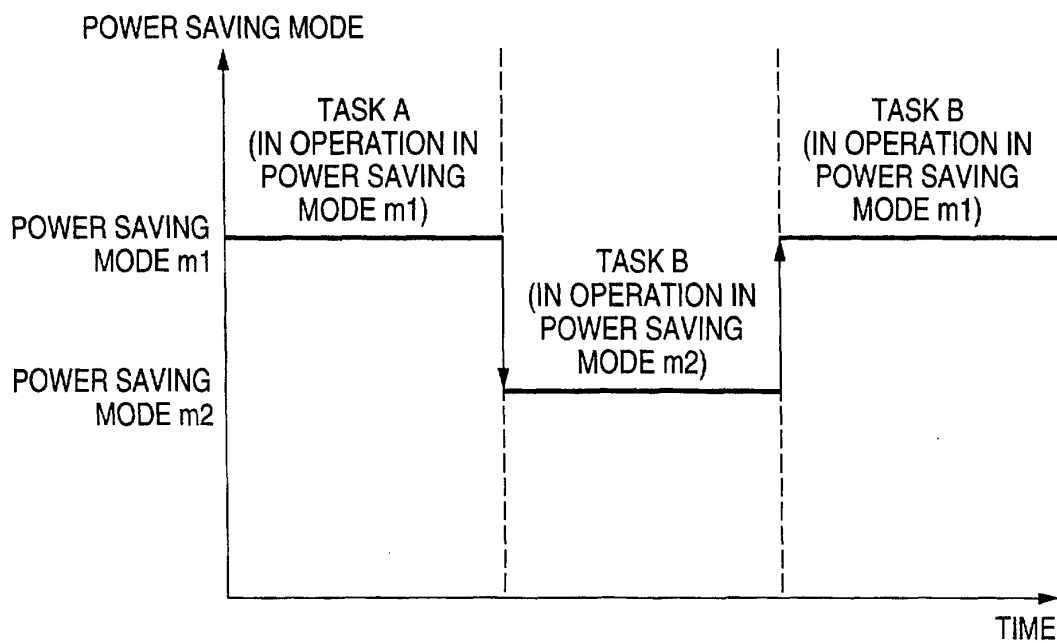 POWER SAVING MODE
TASK A
(IN OPERATION IN
POWER SAVING
MODE m1)
TASK B
(IN OPERATION IN
POWER SAVING
MODE m1)
POWER SAVING
MODE m1
TASK B
(IN OPERATION IN
POWER SAVING
MODE m2)
POWER SAVING
MODE m2
TIME